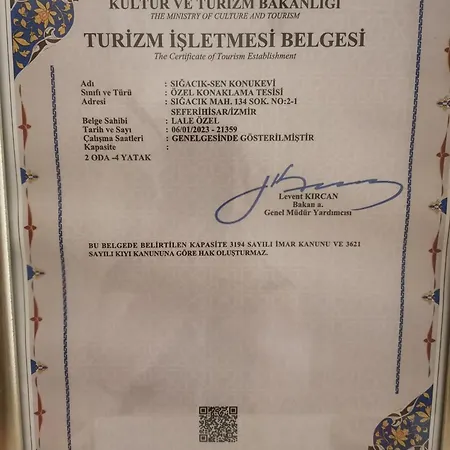 KÜLTÜR VE TURİZM BAKANLIĞI
THE MINISTRY OF CULTURE AND TOURISM
TURİZM İŞLETMESİ BELGESİ
The Certificate of Tourism Establishment
Adı : SIĞACIK-SEN KONUKEVİ
Sınıfı ve Türü : ÖZEL KONAKLAMA TESİSİ
Adresi : SIĞACIK MAH. 134 SOK. NO:2-1
SEFERİHİSAR/İZMİR
Belge Sahibi : LALE ÖZEL
Tarih ve Sayı : 06/01/2023 - 21359
Çalışma Saatleri : GENELGESİNDE GÖSTERİLMİŞTİR
Kapasite :
2 ODA -4 YATAK
Levent KIRCAN
Bakan a.
Genel Müdür Yardımcısı
BU BELGEDE BELİRTİLEN KAPASİTE 3194 SAYILI İMAR KANUNU VE 3621
SAYILI KIYI KANUNUNA GÖRE HAK OLUŞTURMAZ.